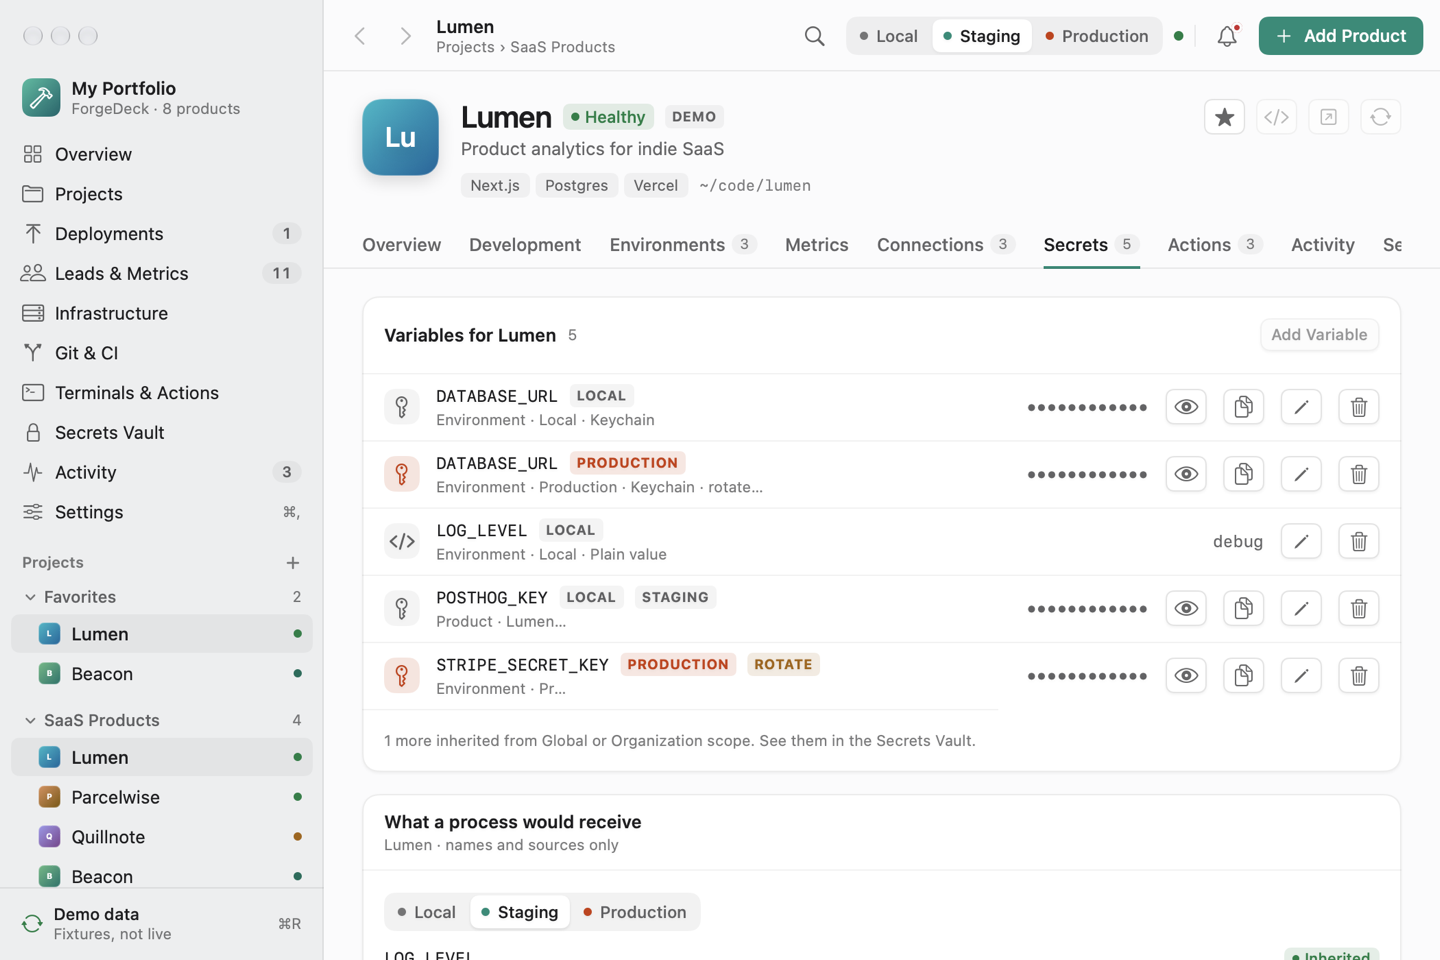 My Portfolio
ForgeDeck · 8 products
Overview
Projects
Deployments 1
Leads & Metrics 11
Infrastructure
Git & CI
Terminals & Actions
Secrets Vault
Activity 3
Settings ⌘,
Projects +
Favorites 2
L Lumen
B Beacon
SaaS Products 4
L Lumen
P Parcelwise
Q Quillnote
B Beacon
Demo data
Fixtures, not live ⌘R
Lumen
Projects › SaaS Products
Local Staging Production
+ Add Product
Lu
Lumen Healthy DEMO
Product analytics for indie SaaS
Next.js Postgres Vercel ~/code/lumen
Overview Development Environments 3 Metrics Connections 3 Secrets 5 Actions 3 Activity Se
Variables for Lumen 5 Add Variable
DATABASE_URL LOCAL
Environment · Local · Keychain
••••••••••••
DATABASE_URL PRODUCTION
Environment · Production · Keychain · rotate...
••••••••••••
LOG_LEVEL LOCAL
Environment · Local · Plain value
debug
POSTHOG_KEY LOCAL STAGING
Product · Lumen...
••••••••••••
STRIPE_SECRET_KEY PRODUCTION ROTATE
Environment · Pr...
••••••••••••
1 more inherited from Global or Organization scope. See them in the Secrets Vault.
What a process would receive
Lumen · names and sources only
Local Staging Production
LOG_LEVEL Inherited